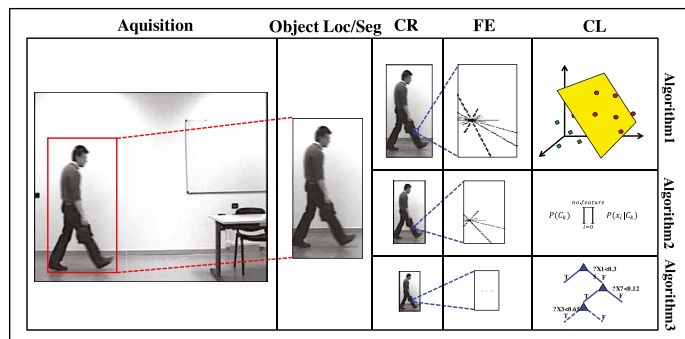 Aquisition
Object Loc/Seg
CR
FE
CL
Algorithm1
Algorithm2
no.feature
P(C_k) ∏ P(x_i|C_k)
i=0
Algorithm3
?X1<0.3
T F
?X7<0.12
T F
?X3<0.65
T F